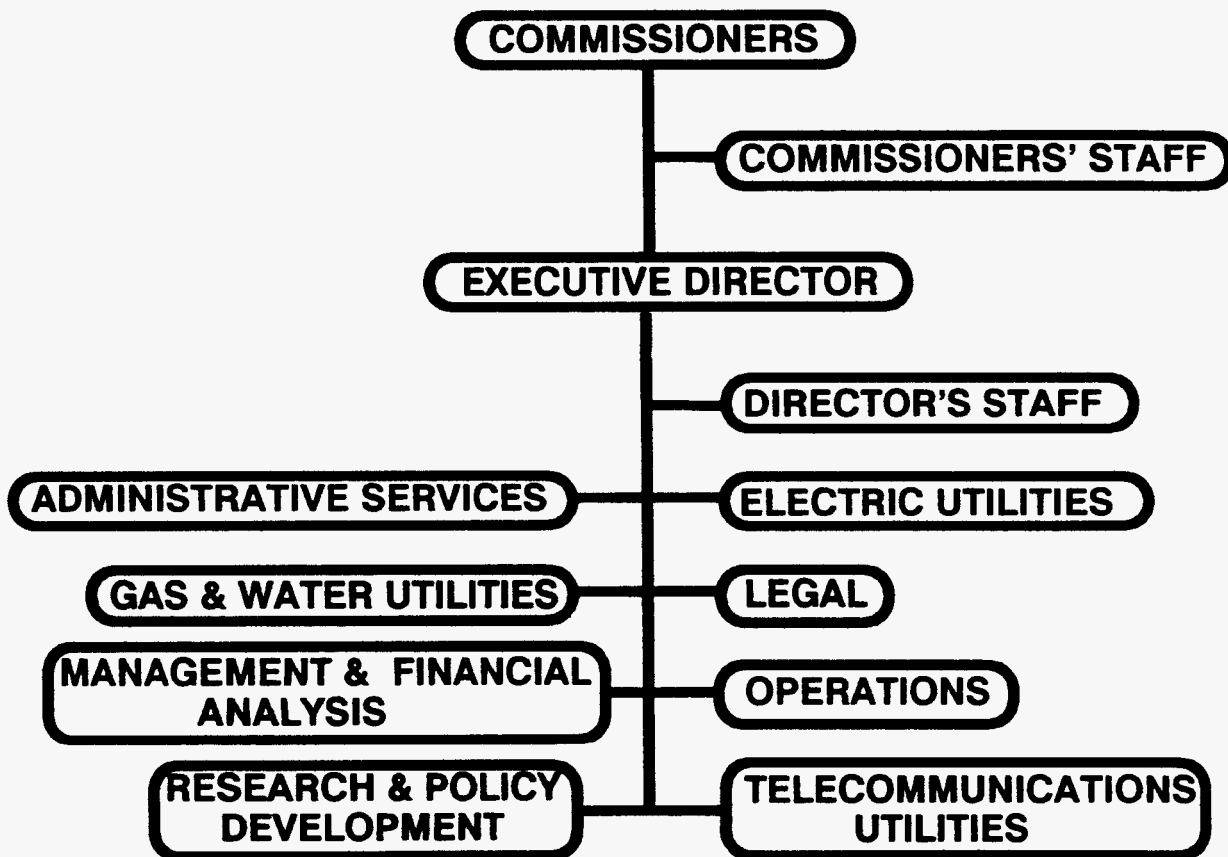 COMMISSIONERS
COMMISSIONERS' STAFF
EXECUTIVE DIRECTOR
DIRECTOR'S STAFF
ADMINISTRATIVE SERVICES
ELECTRIC UTILITIES
GAS & WATER UTILITIES
LEGAL
MANAGEMENT & FINANCIAL
ANALYSIS
OPERATIONS
RESEARCH & POLICY
DEVELOPMENT
TELECOMMUNICATIONS
UTILITIES